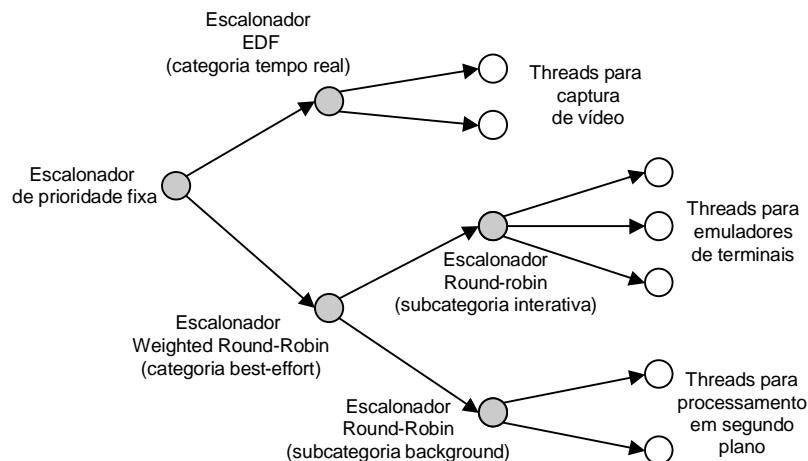 Escalonador
EDF
(categoria tempo real)
Threads para
captura
de vídeo
Escalonador
de prioridade fixa
Threads para
emuladores
de terminais
Escalonador
Round-robin
(subcategoria interativa)
Escalonador
Weighted Round-Robin
(categoria best-effort)
Threads para
processamento
em segundo
plano
Escalonador
Round-Robin
(subcategoria background)